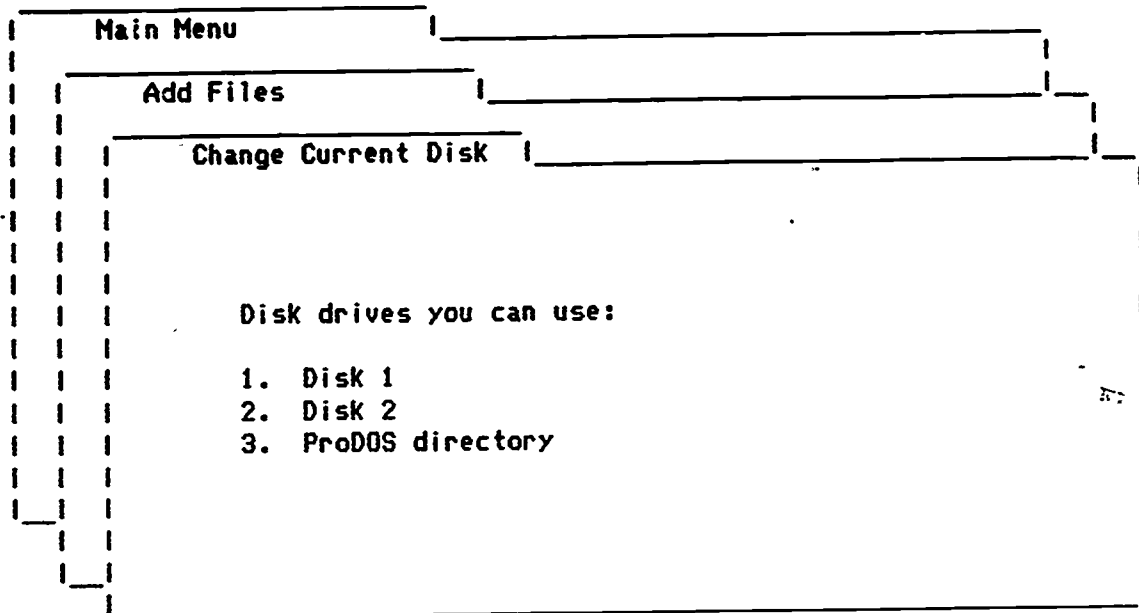 Main Menu
Add Files
Change Current Disk
Disk drives you can use:
1. Disk 1
2. Disk 2
3. ProDOS directory